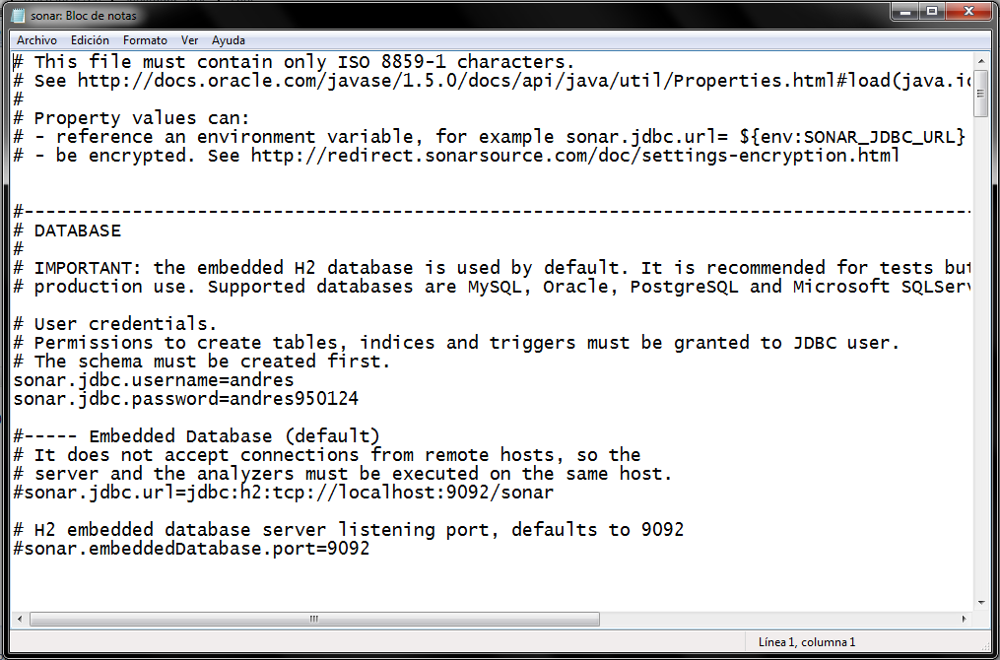 sonar: Bloc de notas
Archivo Edición Formato Ver Ayuda
# This file must contain only ISO 8859-1 characters.
# See http://docs.oracle.com/javase/1.5.0/docs/api/java/util/Properties.html#load(java.io
#
# Property values can:
# - reference an environment variable, for example sonar.jdbc.url= ${env:SONAR_JDBC_URL}
# - be encrypted. See http://redirect.sonarsource.com/doc/settings-encryption.html
#--------------------------------------------------------------------------------------------------
# DATABASE
#
# IMPORTANT: the embedded H2 database is used by default. It is recommended for tests but
# production use. Supported databases are MySQL, Oracle, PostgreSQL and Microsoft SQLServ
# User credentials.
# Permissions to create tables, indices and triggers must be granted to JDBC user.
# The schema must be created first.
sonar.jdbc.username=andres
sonar.jdbc.password=andres950124
#----- Embedded Database (default)
# It does not accept connections from remote hosts, so the
# server and the analyzers must be executed on the same host.
#sonar.jdbc.url=jdbc:h2:tcp://localhost:9092/sonar
# H2 embedded database server listening port, defaults to 9092
#sonar.embeddedDatabase.port=9092
Línea 1, columna 1